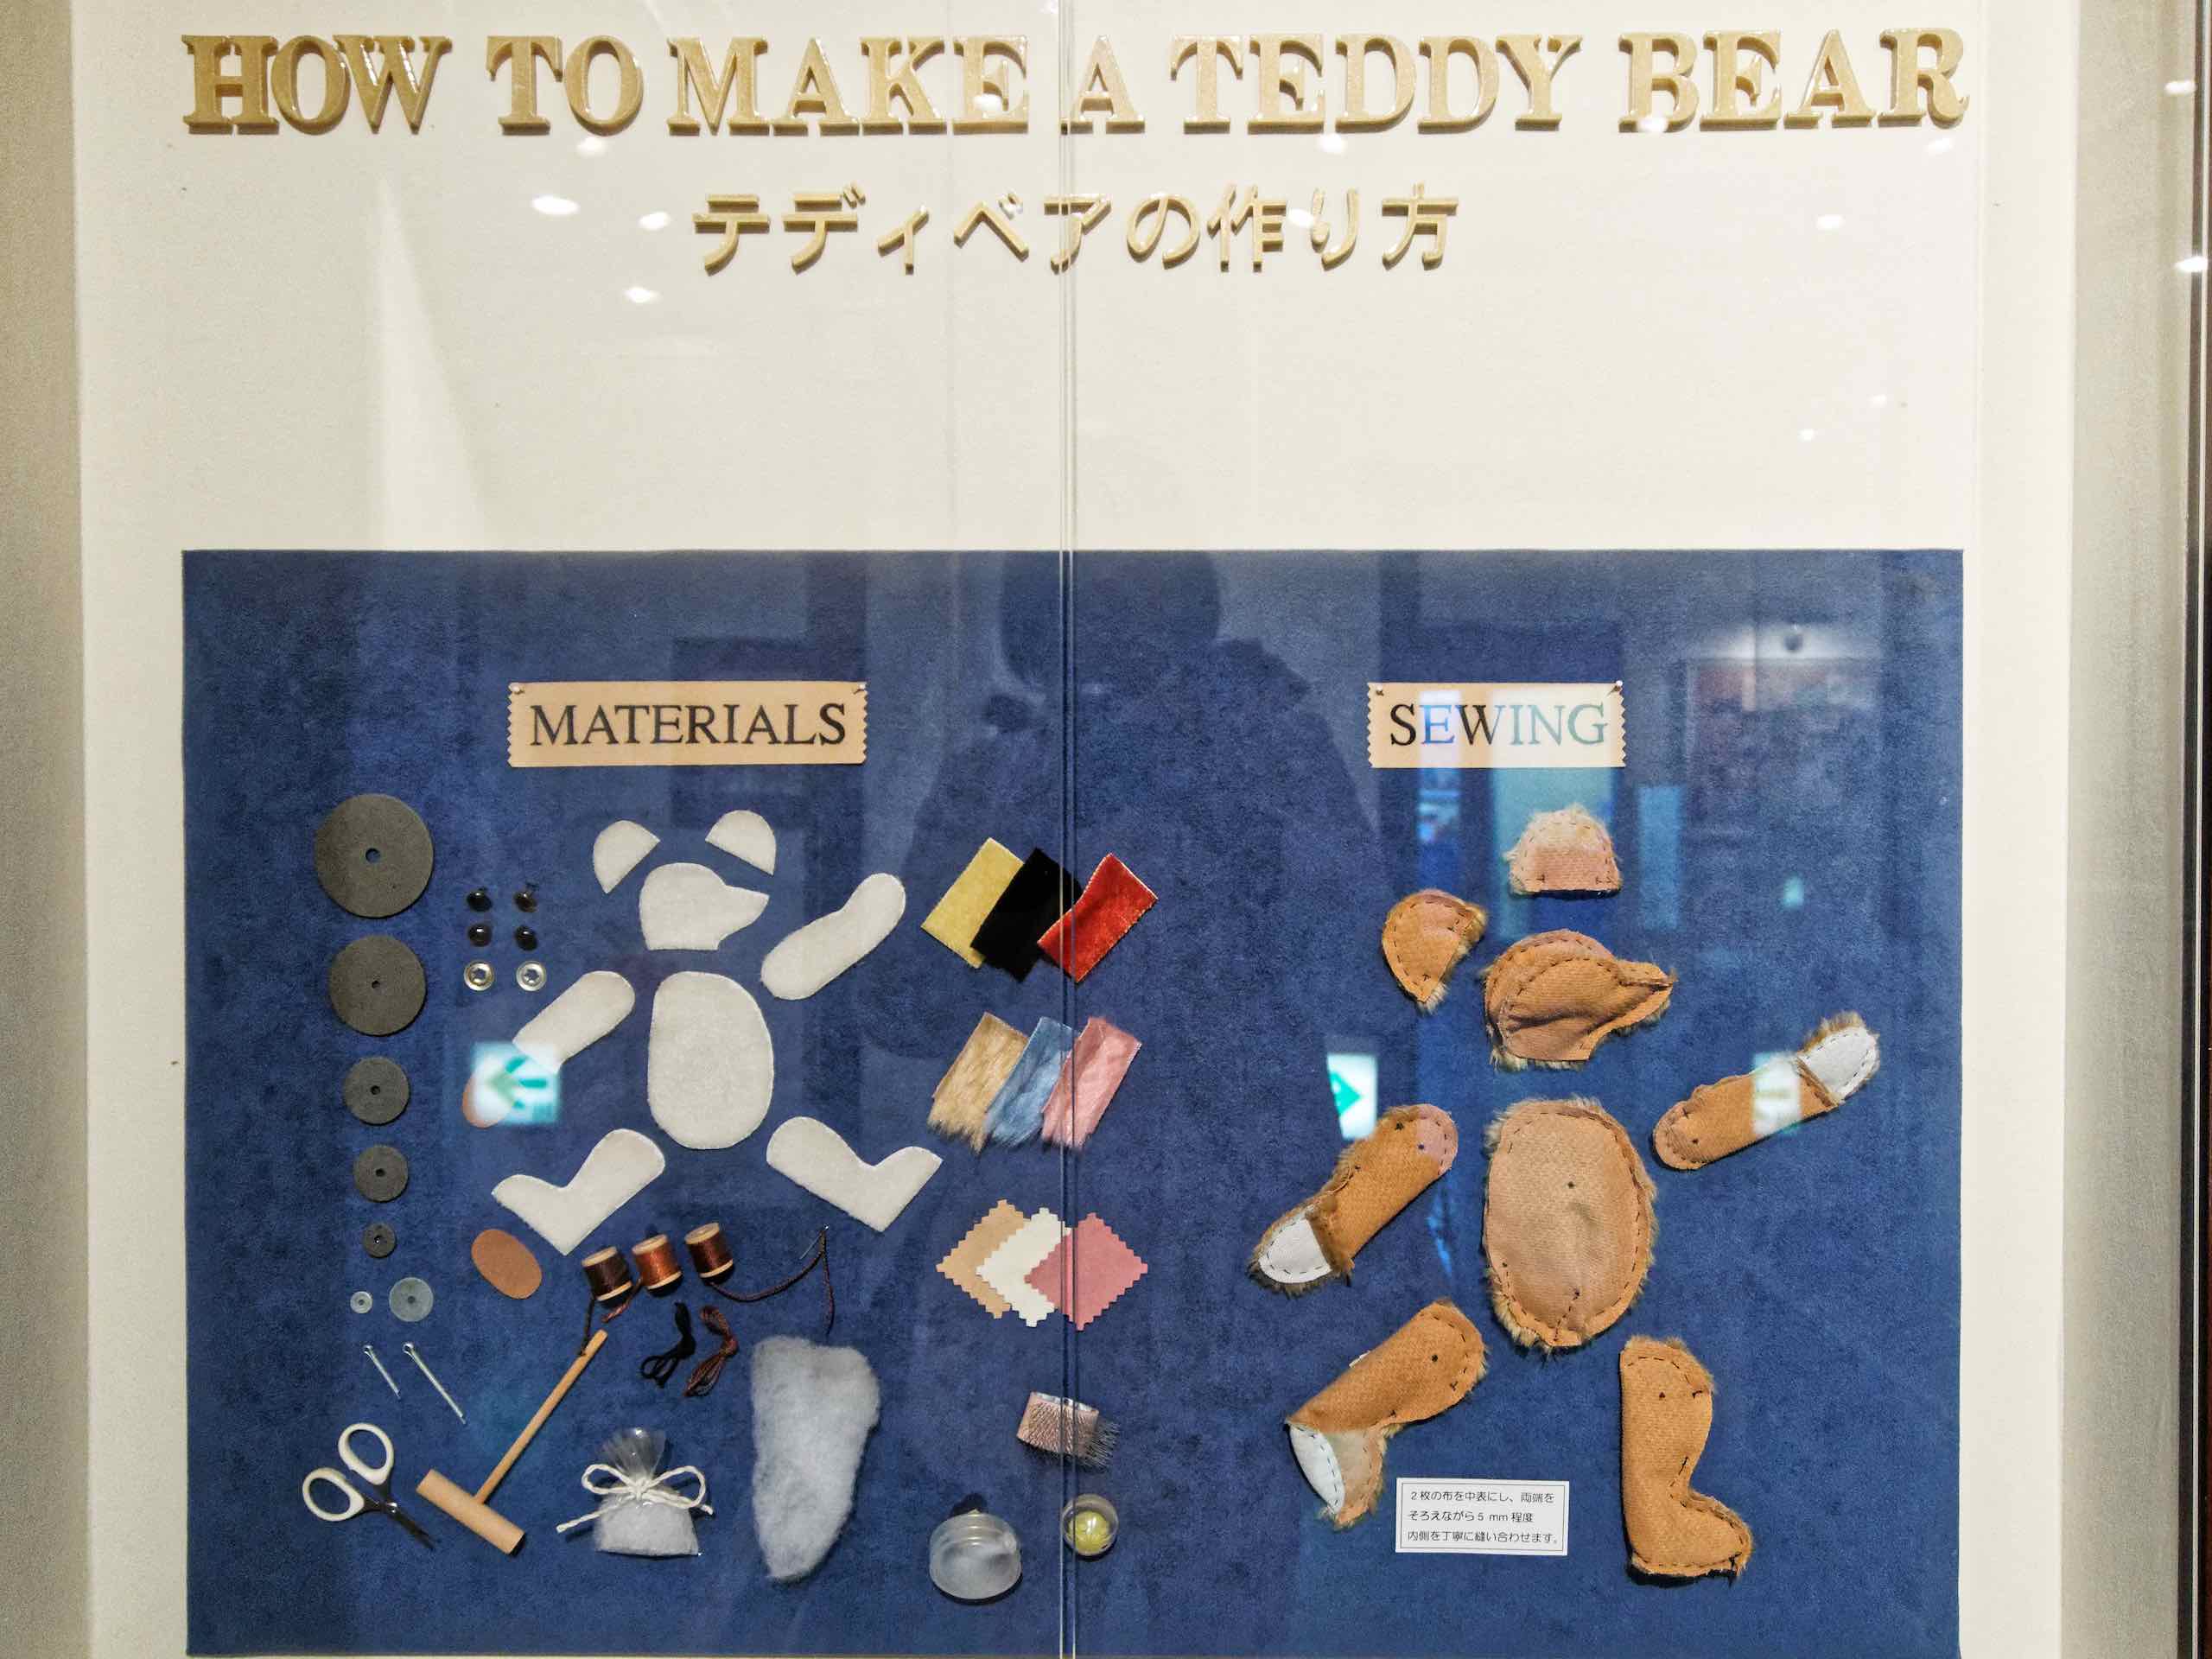 HOW TO MAKE A TEDDY BEAR
テディベアの作り方
MATERIALS
SEWING
2枚の布を中表にし、両端を
そろえながら5 mm 程度
内側を丁寧に縫い合わせます。